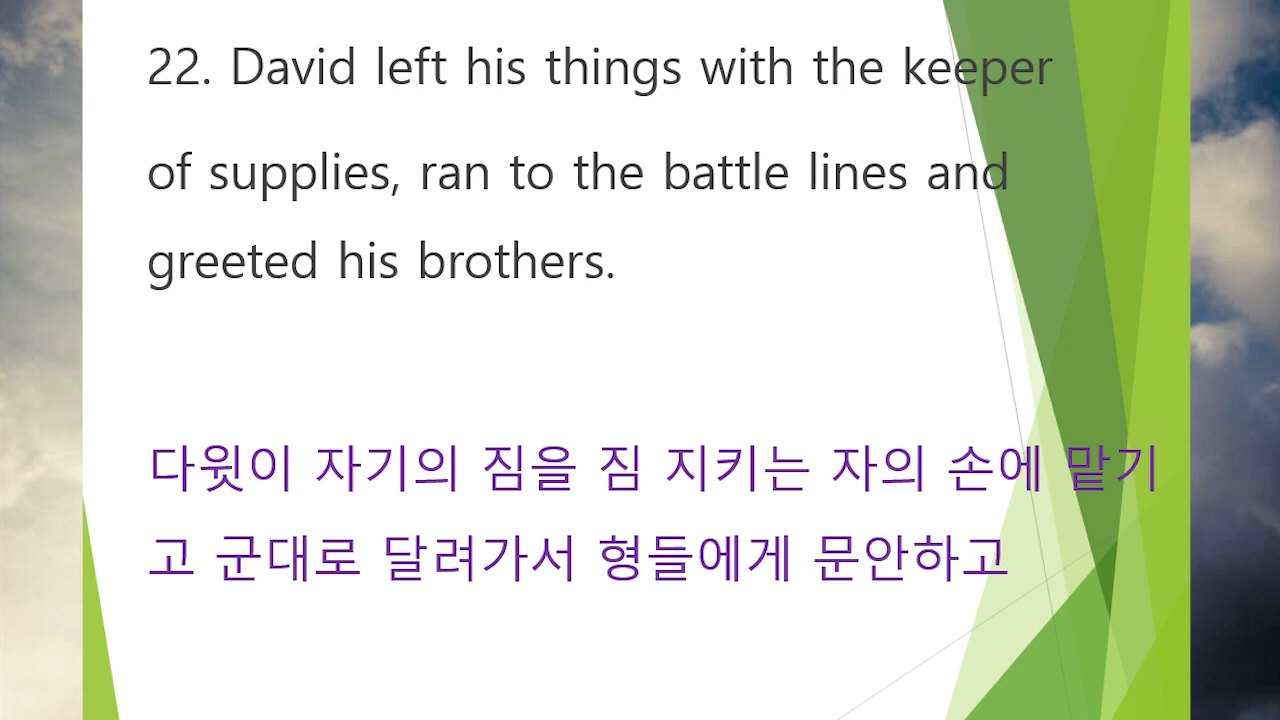 22. David left his things with the keeper
of supplies, ran to the battle lines and
greeted his brothers.
다윗이 자기의 짐을 짐 지키는 자의 손에 맡기
고 군대로 달려가서 형들에게 문안하고